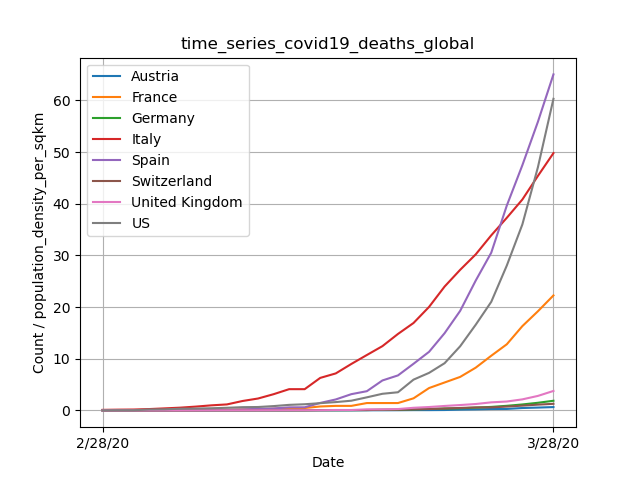 time_series_covid19_deaths_global
Count / population_density_per_sqkm
60
50
40
30
20
10
0
Austria
France
Germany
Italy
Spain
Switzerland
United Kingdom
US
2/28/20
3/28/20
Date